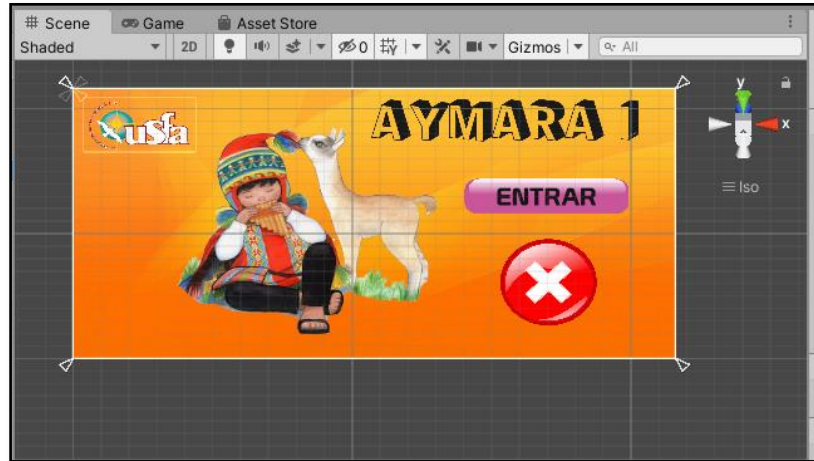 Scene Game Asset Store
Shaded 2D 0 Gizmos All
y
x
Iso
usfa
AYMARA 1
ENTRAR